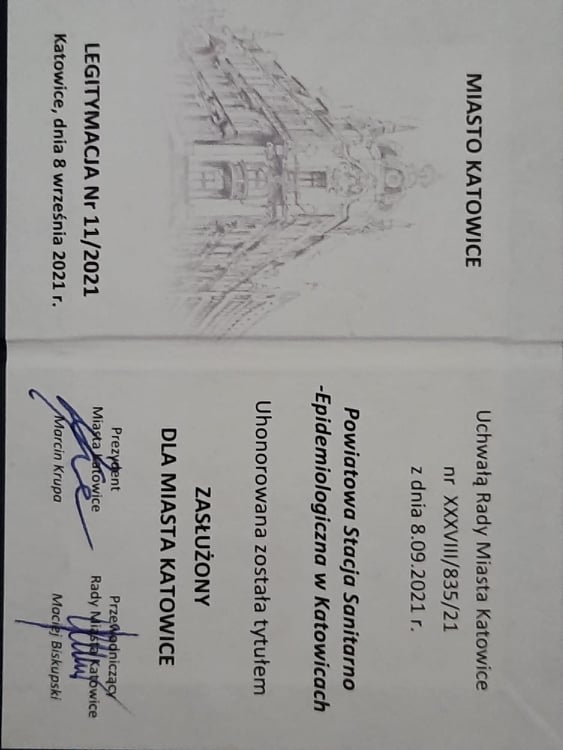 MIASTO KATOWICE
LEGITYMACJA Nr 11/2021
Katowice, dnia 8 września 2021 r.
Uchwałą Rady Miasta Katowice
nr XXXVIII/835/21
z dnia 8.09.2021 r.
Powiatowa Stacja Sanitarno
-Epidemiologiczna w Katowicach
Uhonorowana została tytułem
ZASŁUŻONY
DLA MIASTA KATOWICE
Prezydent
Miasta Katowice
Marcin Krupa
Przewodniczący
Rady Miasta Katowice
Maciej Biskupski